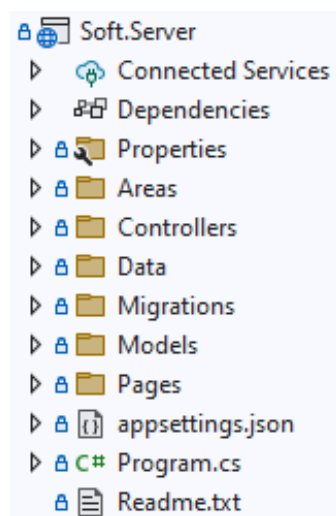 Soft.Server
Connected Services
Dependencies
Properties
Areas
Controllers
Data
Migrations
Models
Pages
appsettings.json
C# Program.cs
Readme.txt